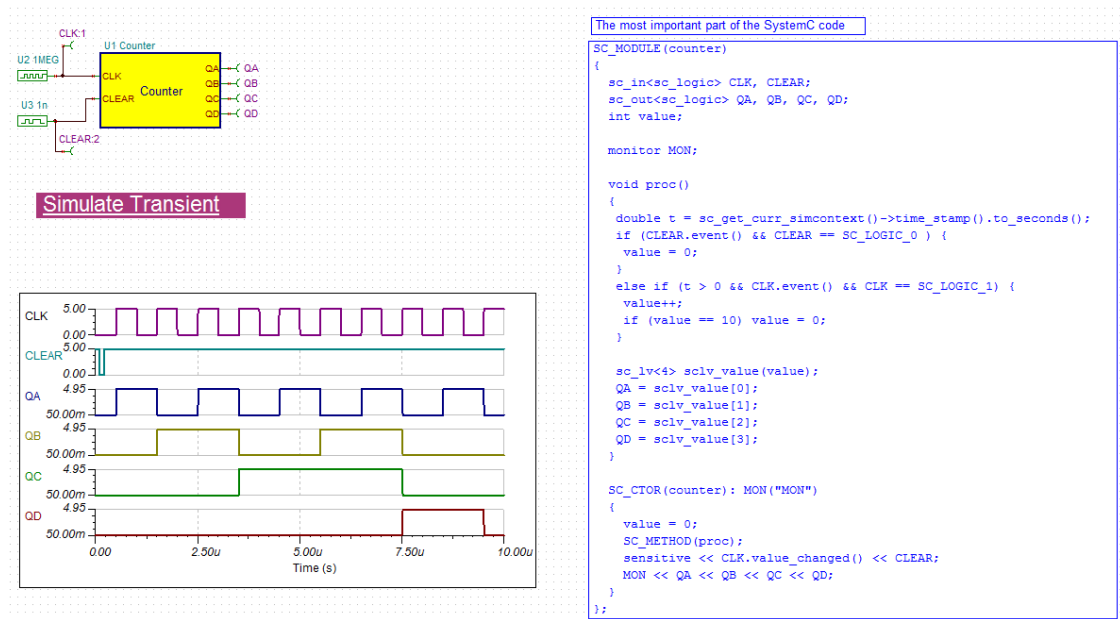 CLK:1
U1 Counter
U2 1MEG
CLK
QA
QA
QB
QB
Counter
CLEAR
QC
QC
U3 1n
QD
QD
CLEAR:2
Simulate Transient
CLK
5.00
0.00
CLEAR
5.00
0.00
QA
4.95
50.00m
QB
4.95
50.00m
QC
4.95
50.00m
QD
4.95
50.00m
0.00
2.50u
5.00u
7.50u
10.00u
Time (s)
The most important part of the SystemC code
SC_MODULE(counter)
{
sc_in<sc_logic> CLK, CLEAR;
sc_out<sc_logic> QA, QB, QC, QD;
int value;
monitor MON;
void proc()
{
double t = sc_get_curr_simcontext()->time_stamp().to_seconds();
if (CLEAR.event() && CLEAR == SC_LOGIC_0 ) {
value = 0;
}
else if (t > 0 && CLK.event() && CLK == SC_LOGIC_1) {
value++;
if (value == 10) value = 0;
}
sc_lv<4> sclv_value(value);
QA = sclv_value[0];
QB = sclv_value[1];
QC = sclv_value[2];
QD = sclv_value[3];
}
SC_CTOR(counter): MON("MON")
{
value = 0;
SC_METHOD(proc);
sensitive << CLK.value_changed() << CLEAR;
MON << QA << QB << QC << QD;
}
};